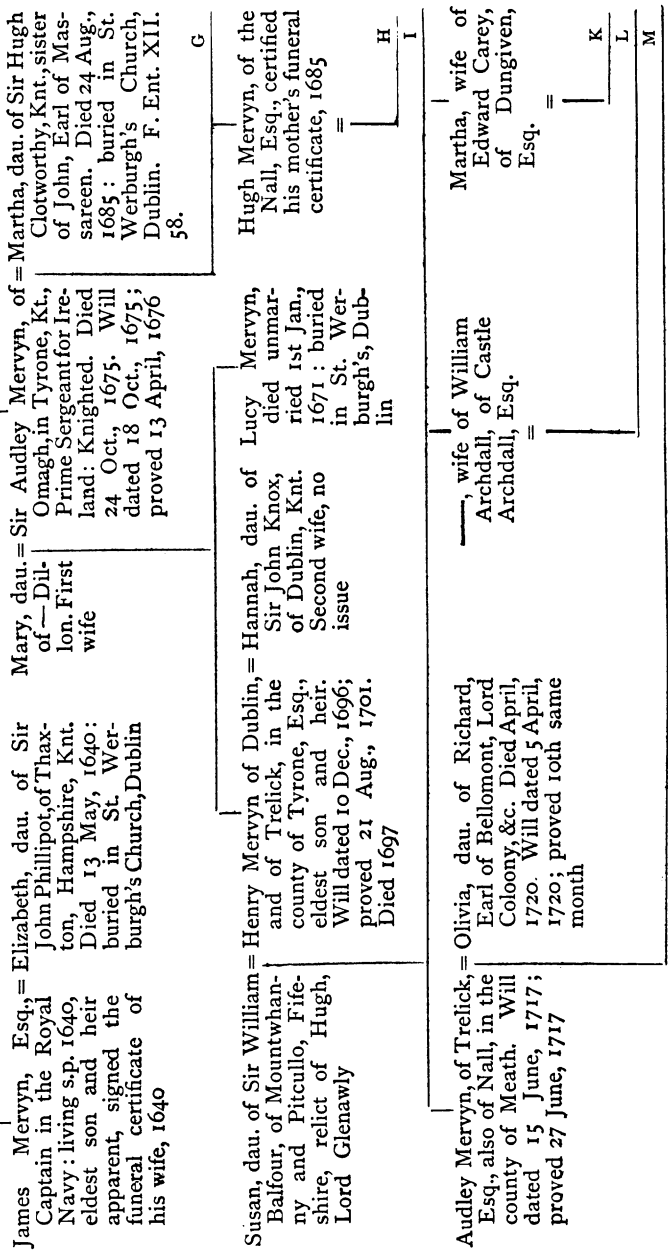 James Mervyn, Esq.,=
Captain in the Royal
Navy: living s.p. 1640,
eldest son and heir
apparent, signed the
funeral certificate of
his wife, 1640
Elizabeth, dau. of Sir
John Phillipot, of Thax-
ton, Hampshire, Knt.
Died 13 May, 1640:
buried in St. Wer-
burgh's Church, Dublin
Mary, dau.=
of — Dil-
lon. First
wife
Sir Audley Mervyn, of=
Omagh, in Tyrone, Kt.,
Prime Sergeant for Ire-
land: Knighted. Died
24 Oct., 1675. Will
dated 18 Oct., 1675;
proved 13 April, 1676
Martha, dau. of Sir Hugh
Clotworthy, Knt., sister
of John, Earl of Mas-
sareen. Died 24 Aug.,
1685: buried in St.
Werburgh's Church,
Dublin. F. Ent. XII.
58.
G
Susan, dau. of Sir William=
Balfour, of Mountwhan-
ny and Pitcullo, Fife-
shire, relict of Hugh,
Lord Glenawly
Henry Mervyn of Dublin,=
and of Trelick, in the
county of Tyrone, Esq.,
eldest son and heir.
Will dated 10 Dec., 1696;
proved 21 Aug., 1701.
Died 1697
Hannah, dau. of
Sir John Knox,
of Dublin, Knt.
Second wife, no
issue
Lucy Mervyn,
died unmar-
ried 1st Jan.,
1671: buried
in St. Wer-
burgh's, Dub-
lin
Hugh Mervyn, of the
Nall, Esq., certified
his mother's funeral
certificate, 1685
=
H
I
Audley Mervyn, of Trelick,=
Esq., also of Nall, in the
county of Meath. Will
dated 15 June, 1717;
proved 27 June, 1717
Olivia, dau. of Richard,
Earl of Bellomont, Lord
Coloony, &c. Died April,
1720. Will dated 5 April,
1720; proved 10th same
month
——, wife of William
Archdall, of Castle
Archdall, Esq.
=
Martha, wife of
Edward Carey,
of Dungiven,
Esq.
=
K
L
M